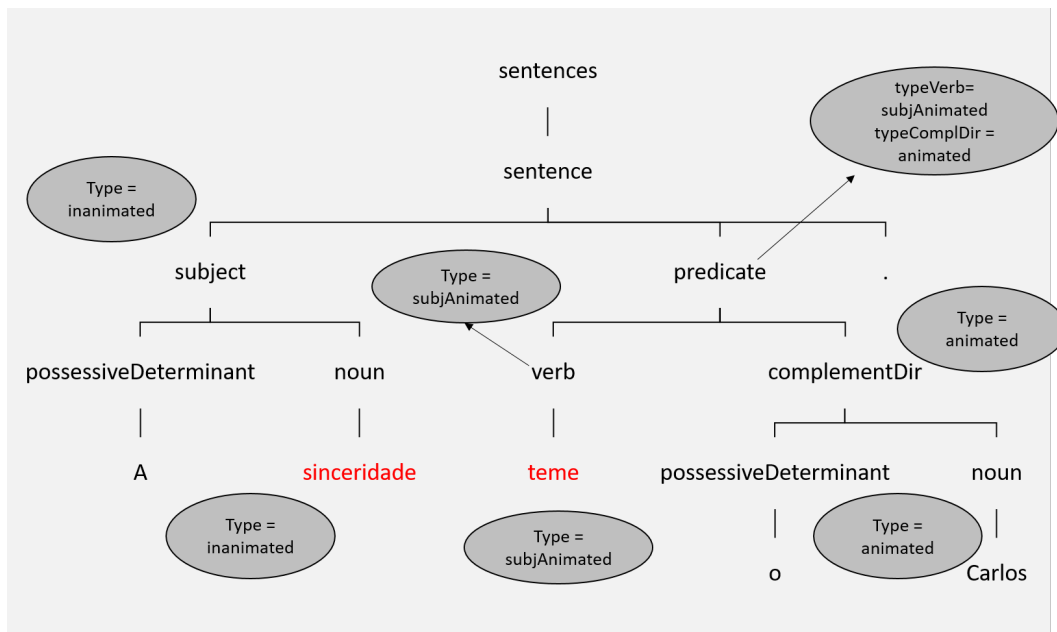 sentences
typeVerb=
subjAnimated
typeComplDir =
animated
sentence
Type =
inanimated
subject
Type =
subjAnimated
predicate
.
Type =
animated
possessiveDeterminant
noun
verb
complementDir
A
sinceridade
teme
possessiveDeterminant
noun
Type =
inanimated
Type =
subjAnimated
Type =
animated
o
Carlos